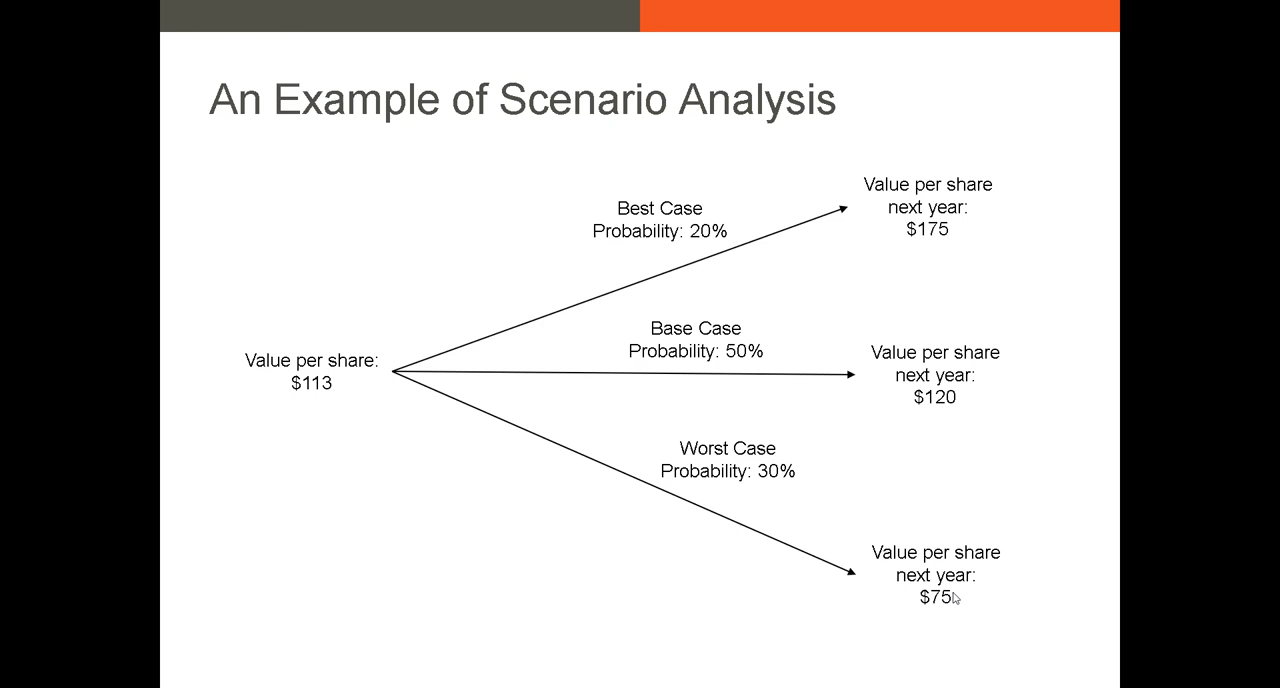 An Example of Scenario Analysis
Value per share
next year:
$175
Best Case
Probability: 20%
Base Case
Probability: 50%
Value per share:
$113
Value per share
next year:
$120
Worst Case
Probability: 30%
Value per share
next year:
$75